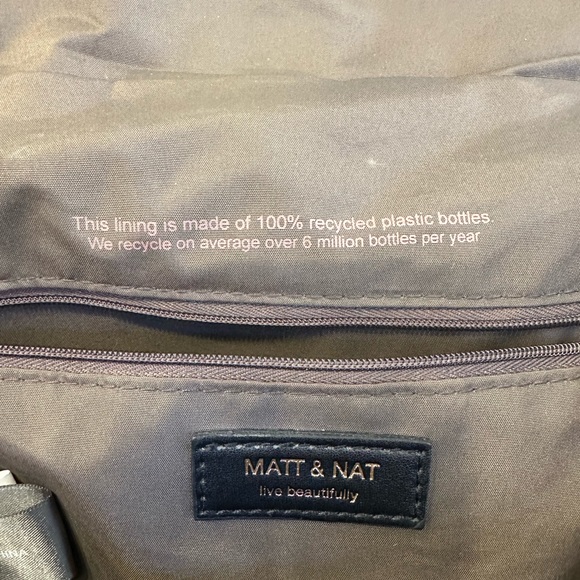 This lining is made of 100% recycled plastic bottles.
We recycle on average over 6 million bottles per year
MATT & NAT
live beautifully